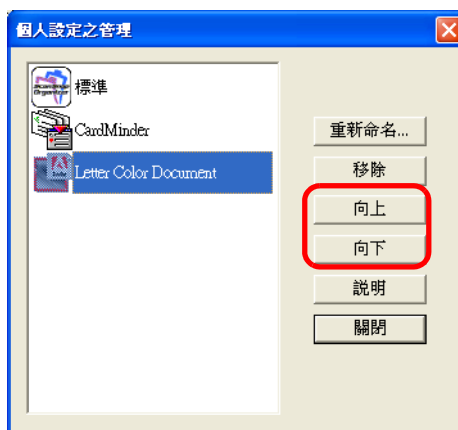 個人設定之管理
標準
CardMinder
Letter Color Document
重新命名...
移除
向上
向下
說明
關閉